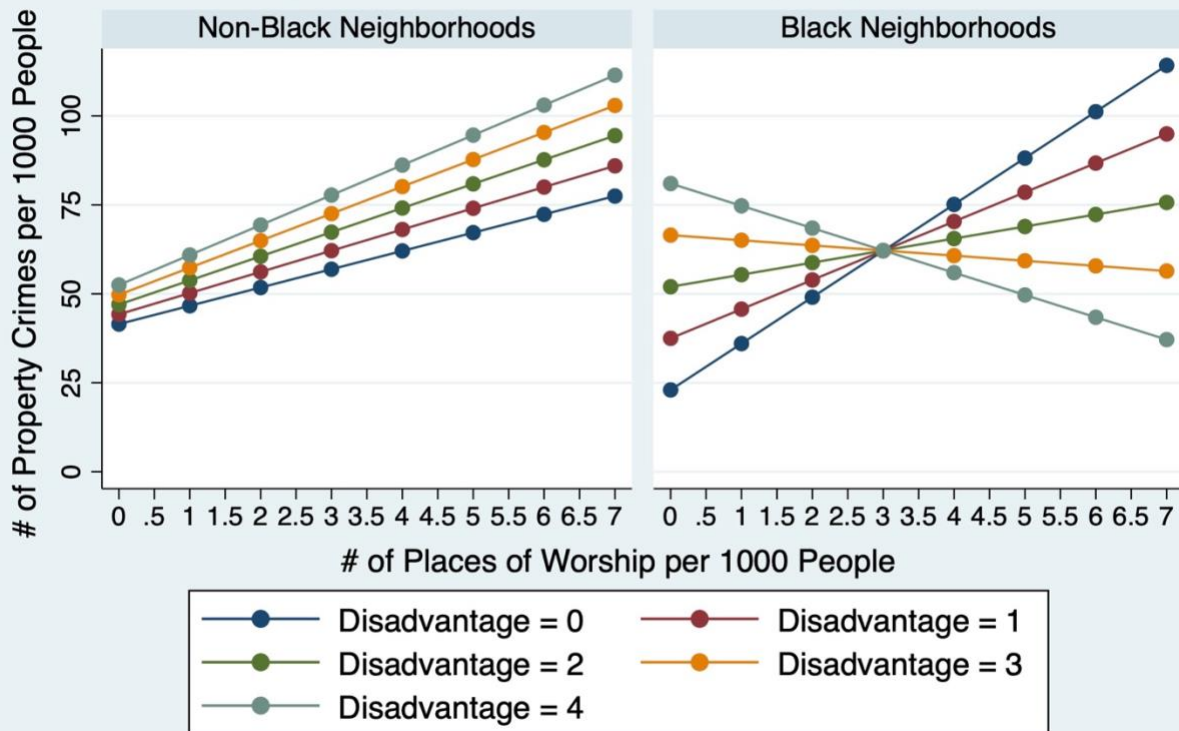 Non-Black Neighborhoods
Black Neighborhoods
# of Property Crimes per 1000 People
100
75
50
25
0
0 .5 1 1.5 2 2.5 3 3.5 4 4.5 5 5.5 6 6.5 7
0 .5 1 1.5 2 2.5 3 3.5 4 4.5 5 5.5 6 6.5 7
# of Places of Worship per 1000 People
Disadvantage = 0
Disadvantage = 1
Disadvantage = 2
Disadvantage = 3
Disadvantage = 4